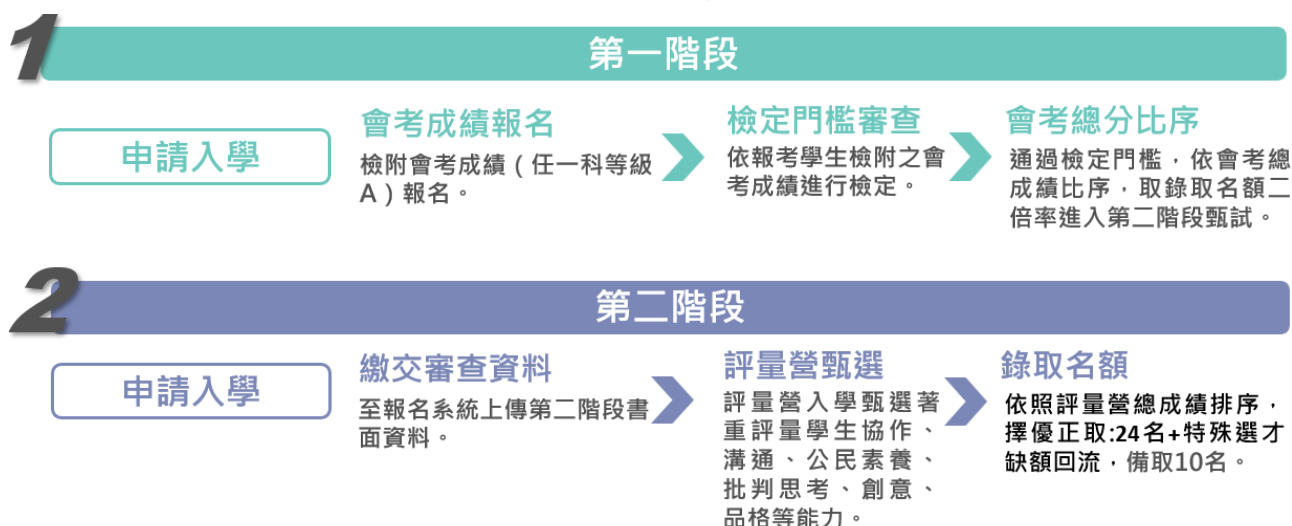 1
第一階段
申請入學
會考成績報名
檢附會考成績（任一科等級
A）報名。
檢定門檻審查
依報考學生檢附之會
考成績進行檢定。
會考總分比序
通過檢定門檻，依會考總
成績比序，取錄取名額二
倍率進入第二階段甄試。
2
第二階段
申請入學
繳交審查資料
至報名系統上傳第二階段書
面資料。
評量營甄選
評量營入學甄選著
重評量學生協作、
溝通、公民素養、
批判思考、創意、
品格等能力。
錄取名額
依照評量營總成績排序，
擇優正取:24名+特殊選才
缺額回流，備取10名。